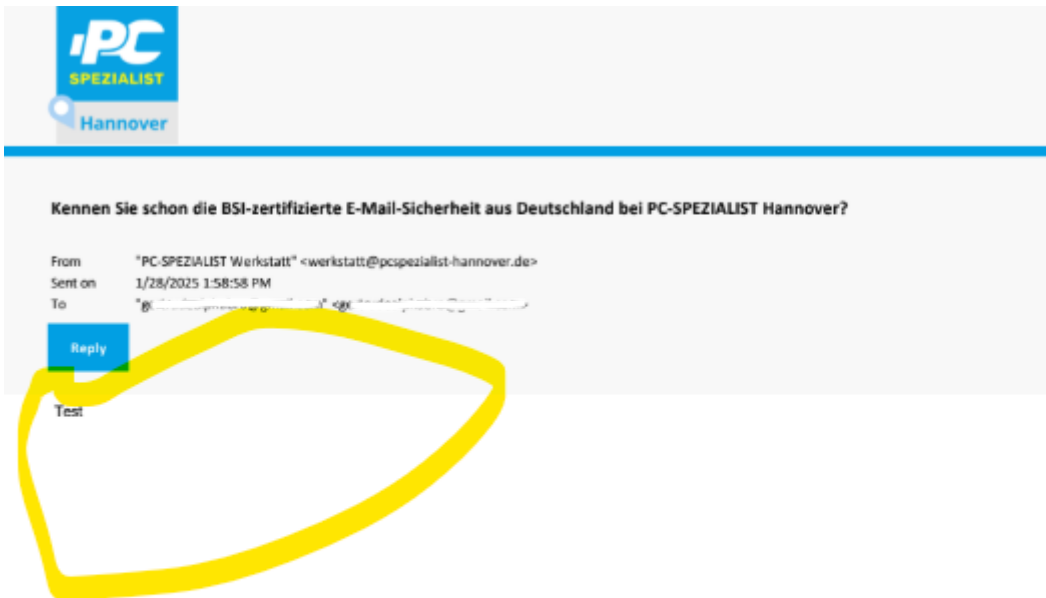 PC
SPEZIALIST
Hannover
Kennen Sie schon die BSI-zertifizierte E-Mail-Sicherheit aus Deutschland bei PC-SPEZIALIST Hannover?
From "PC-SPEZIALIST Werkstatt" <werkstatt@pcspezialist-hannover.de>
Sent on 1/28/2025 1:58:58 PM
To
Reply
Test